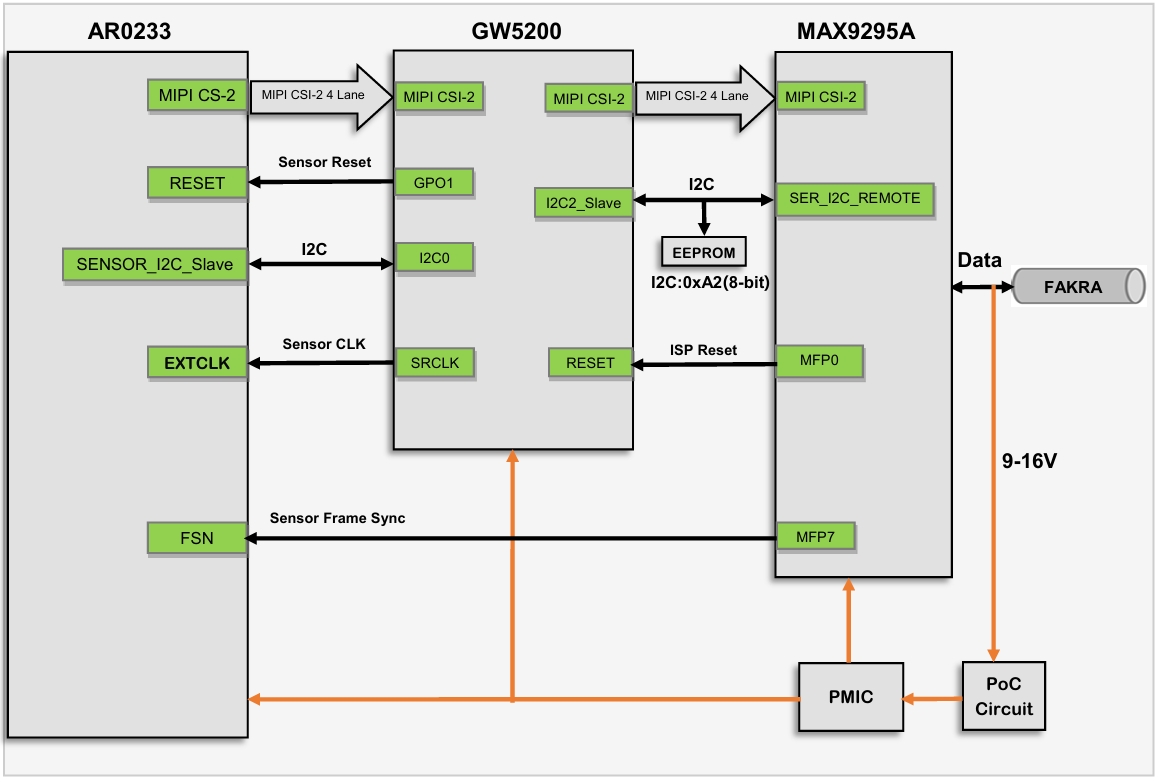 AR0233
GW5200
MAX9295A
MIPI CS-2
MIPI CSI-2 4 Lane
MIPI CSI-2
MIPI CSI-2
MIPI CSI-2 4 Lane
MIPI CSI-2
RESET
Sensor Reset
GPO1
I2C2_Slave
I2C
SER_I2C_REMOTE
EEPROM
I2C:0xA2(8-bit)
SENSOR_I2C_Slave
I2C
I2C0
Data
FAKRA
EXTCLK
Sensor CLK
SRCLK
RESET
ISP Reset
MFP0
9-16V
FSN
Sensor Frame Sync
MFP7
PMIC
PoC
Circuit